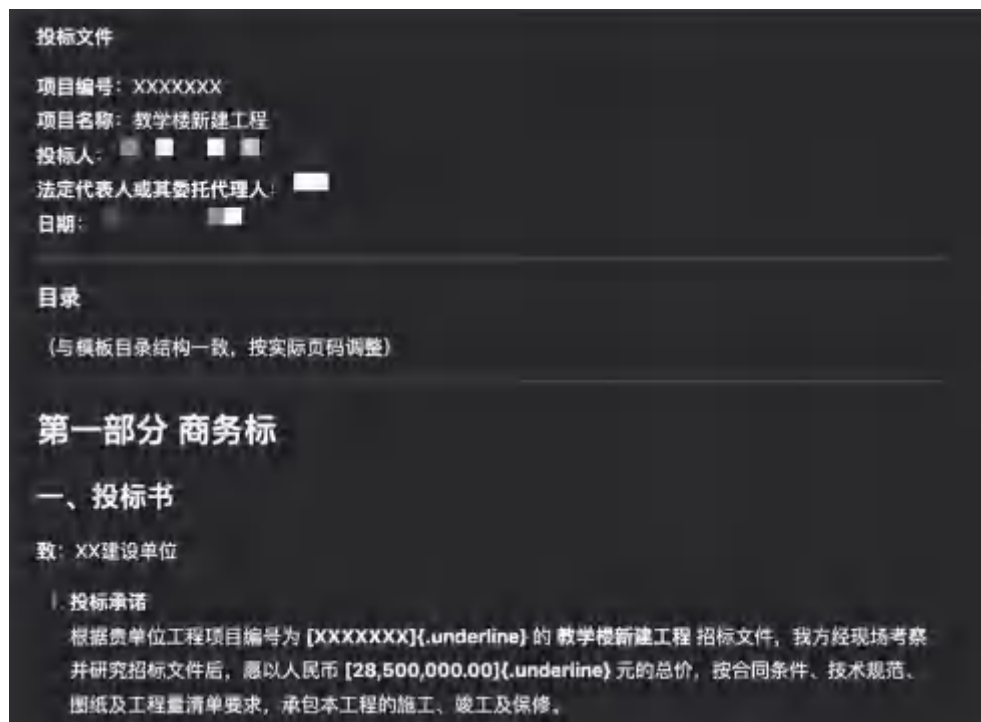 投标文件
项目编号：XXXXXXX
项目名称：教学楼新建工程
投标人：
法定代表人或其委托代理人：
日期：
目录
（与模板目录结构一致，按实际页码调整）
第一部分 商务标
一、投标书
致：XX建设单位
1. 投标承诺
根据贵单位工程项目编号为 [XXXXXXX]{.underline} 的 教学楼新建工程 招标文件，我方经现场考察
并研究招标文件后，愿以人民币 [28,500,000.00]{.underline} 元的总价，按合同条件、技术规范、
图纸及工程量清单要求，承包本工程的施工、竣工及保修。